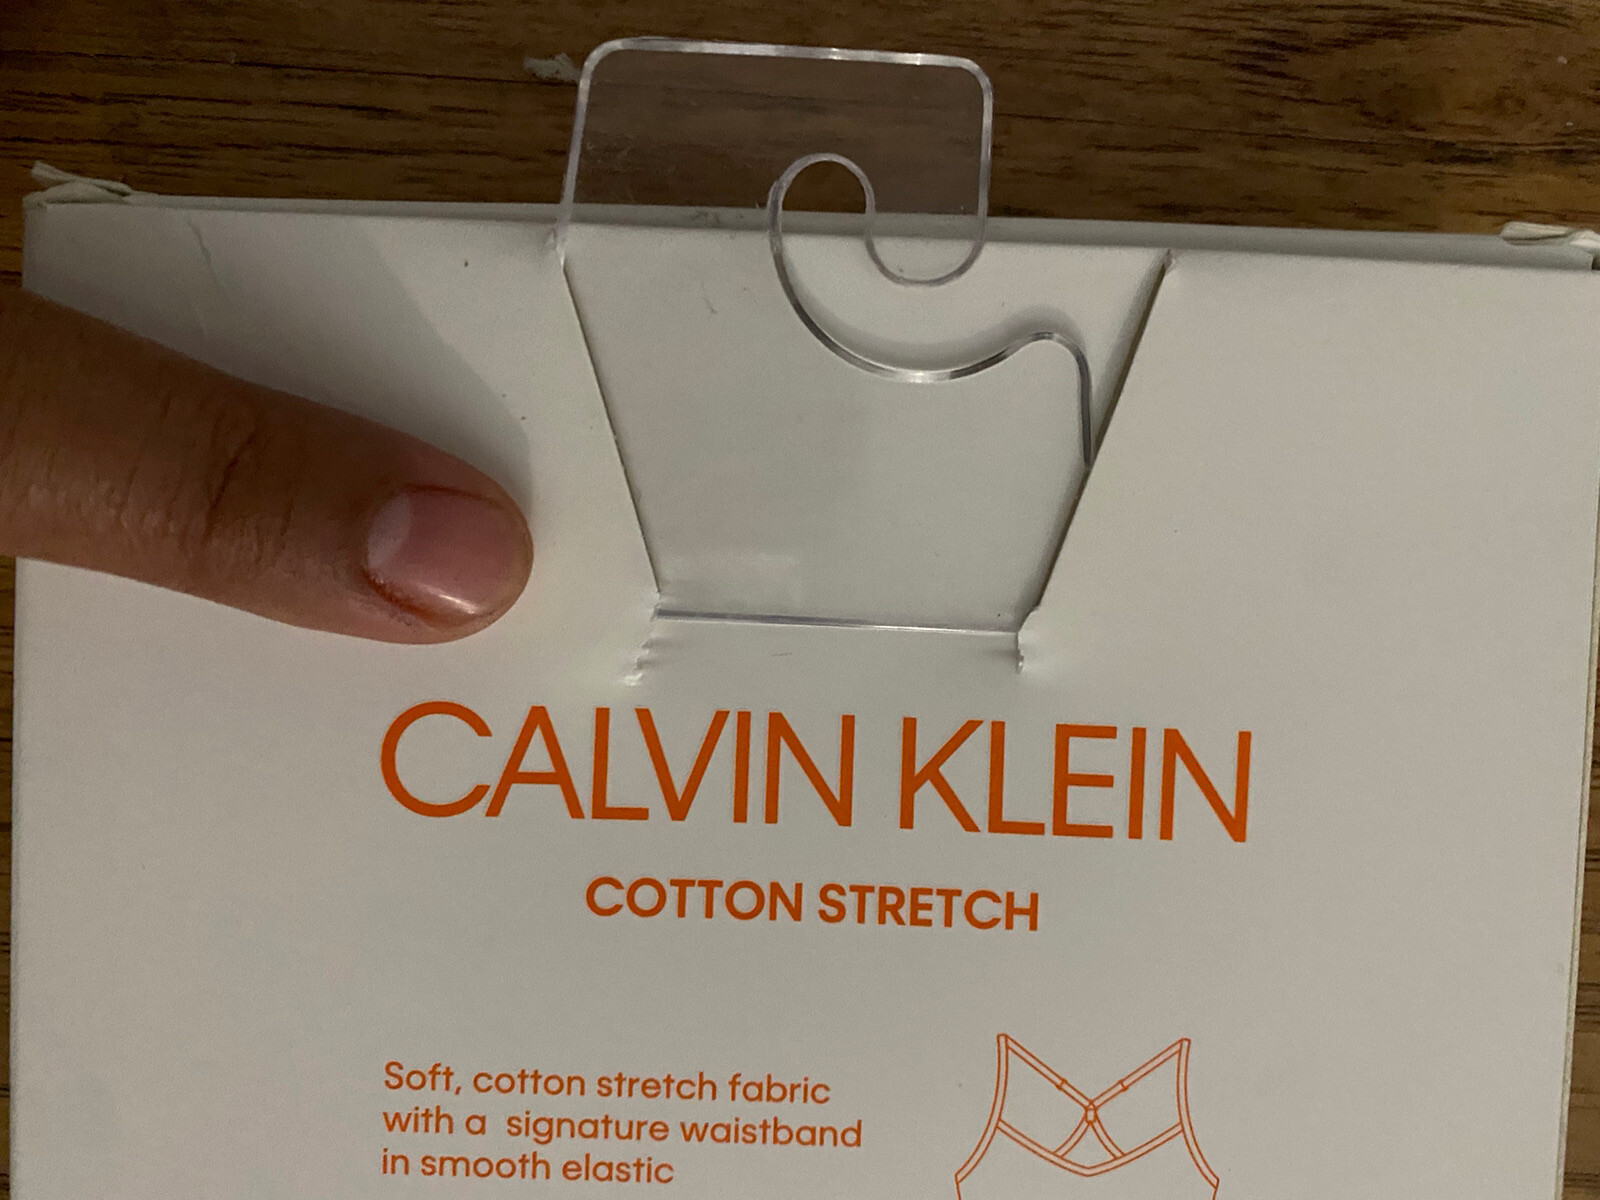 CALVIN KLEIN
COTTON STRETCH
Soft, cotton stretch fabric
with a signature waistband
in smooth elastic